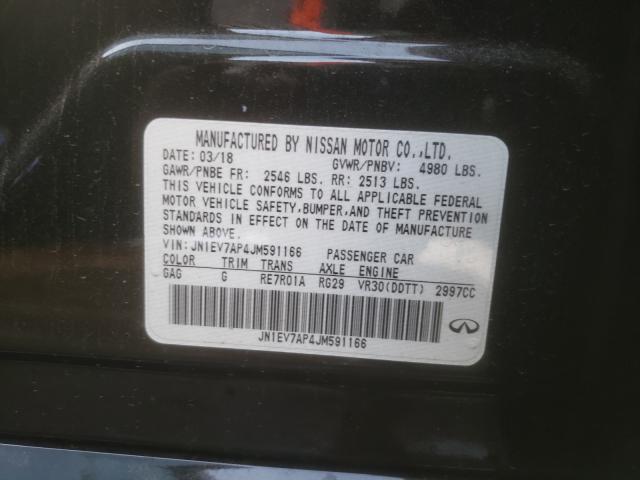 MANUFACTURED BY NISSAN MOTOR CO.,LTD.
DATE: 03/18 GVWR/PNBV: 4980 LBS.
GAWR/PNBE FR: 2546 LBS. RR: 2513 LBS.
THIS VEHICLE CONFORMS TO ALL APPLICABLE FEDERAL
MOTOR VEHICLE SAFETY,BUMPER,AND THEFT PREVENTION
STANDARDS IN EFFECT ON THE DATE OF MANUFACTURE
SHOWN ABOVE.
VIN: JN1EV7AP4JM591166 PASSENGER CAR
COLOR TRIM TRANS AXLE ENGINE
GAG G RE7R01A RG29 VR30(DDTT) 2997CC
JN1EV7AP4JM591166